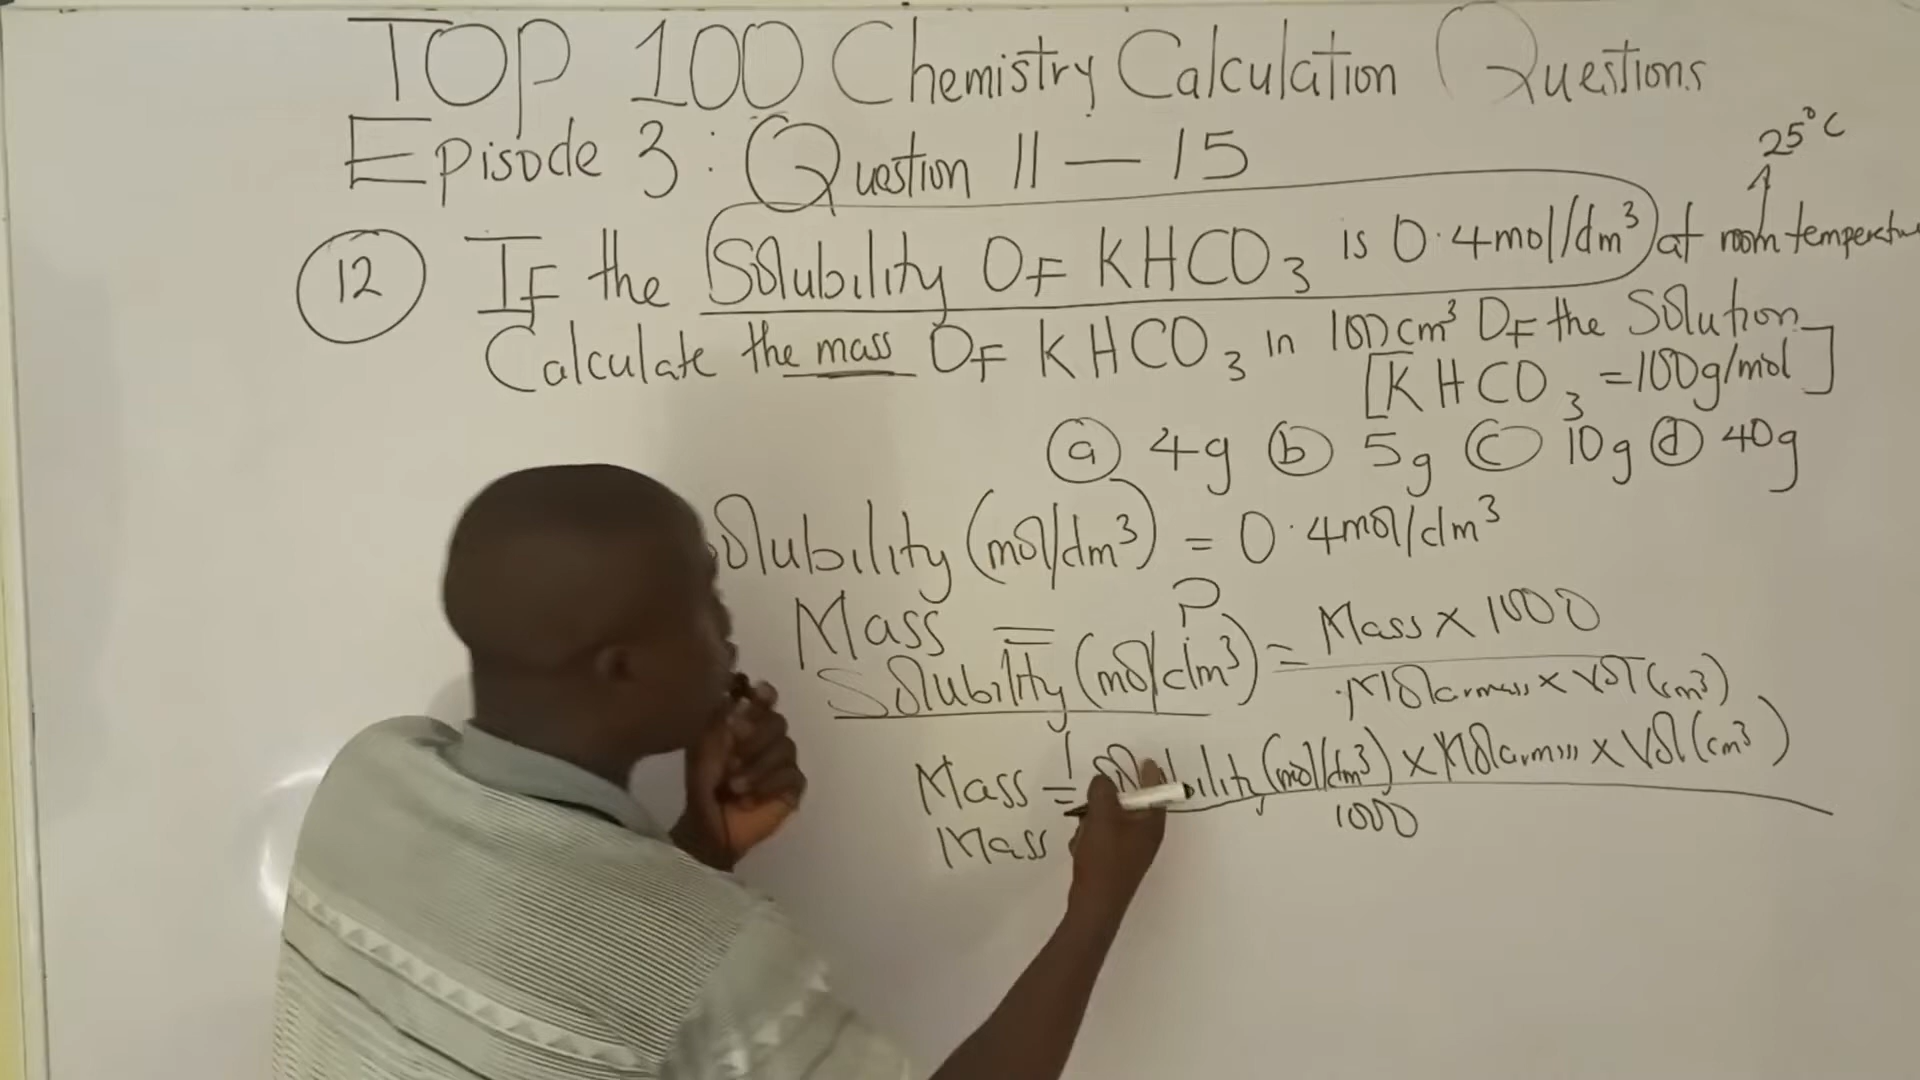 TOP 100 Chemistry Calculation Questions
Episode 3: Question 11 — 15
25°C
12 IF the Solubility OF KHCO3 is 0.4mol/dm³ at room temperature
Calculate the mass OF KHCO3 in 100cm³ OF the Solution
[KHCO3 = 100g/mol]
a 4g b 5g c 10g d 40g
Solubility (mol/dm³) = 0.4mol/dm³
Mass = ?
Solubility (mol/dm³) = Mass x 1000
Molar mass x Vol (cm³)
Mass = Solubility (mol/dm³) x Molar mass x Vol (cm³)
1000
Mass